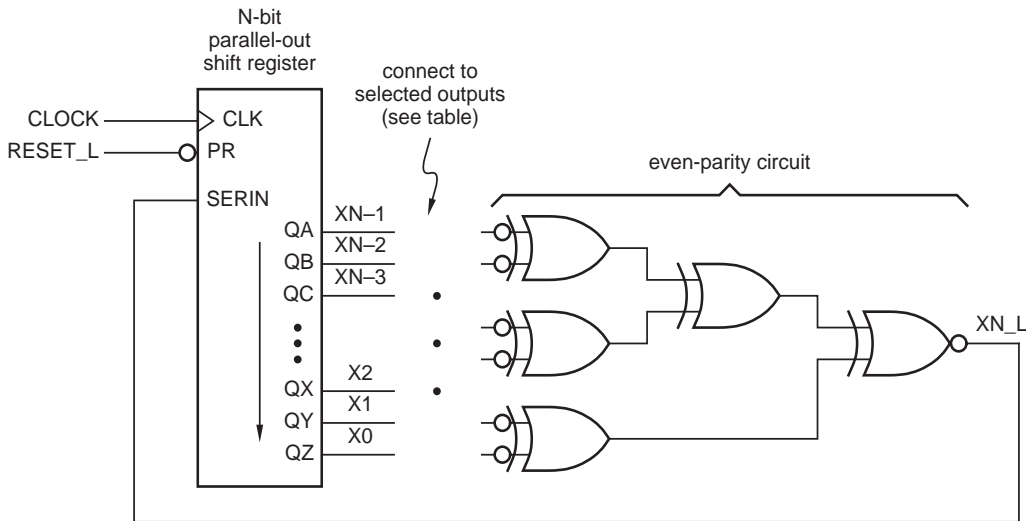 N-bit
parallel-out
shift register
connect to
selected outputs
(see table)
CLOCK
CLK
RESET_L
PR
even-parity circuit
SERIN
QA
XN–1
QB
XN–2
QC
XN–3
XN_L
QX
X2
QY
X1
QZ
X0